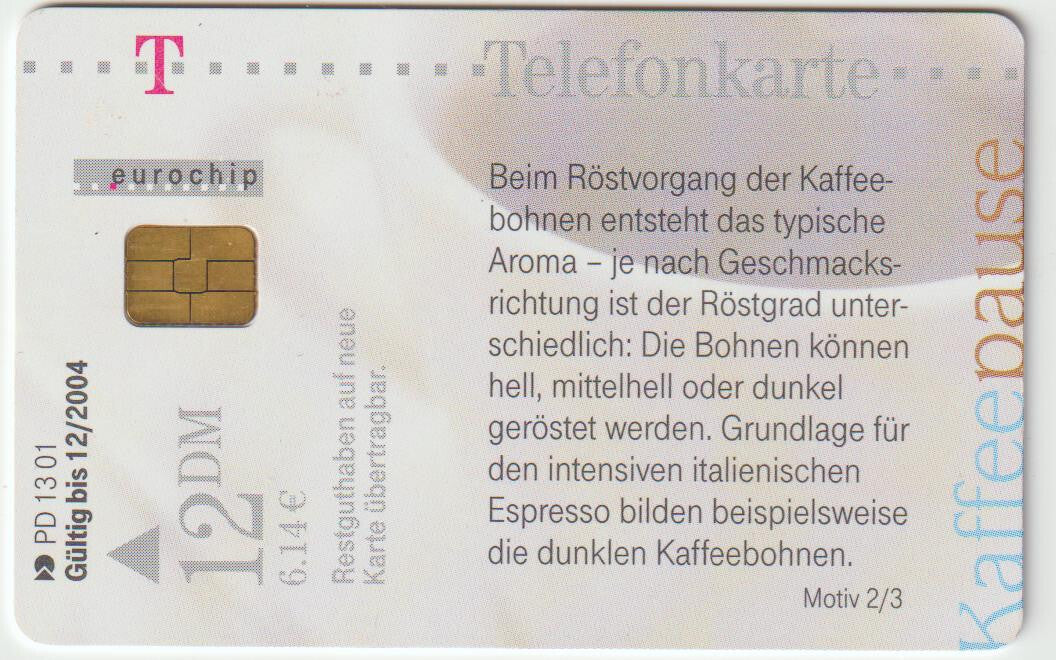 T
Telefonkarte
eurochip
Beim Röstvorgang der Kaffee-
bohnen entsteht das typische
Aroma – je nach Geschmacks-
richtung ist der Röstgrad unter-
schiedlich: Die Bohnen können
hell, mittelhell oder dunkel
geröstet werden. Grundlage für
den intensiven italienischen
Espresso bilden beispielsweise
die dunklen Kaffeebohnen.
Motiv 2/3
Kaffeepause
PD 13 01
Gültig bis 12/2004
12DM
6.14€
Restguthaben auf neue
Karte übertragbar.